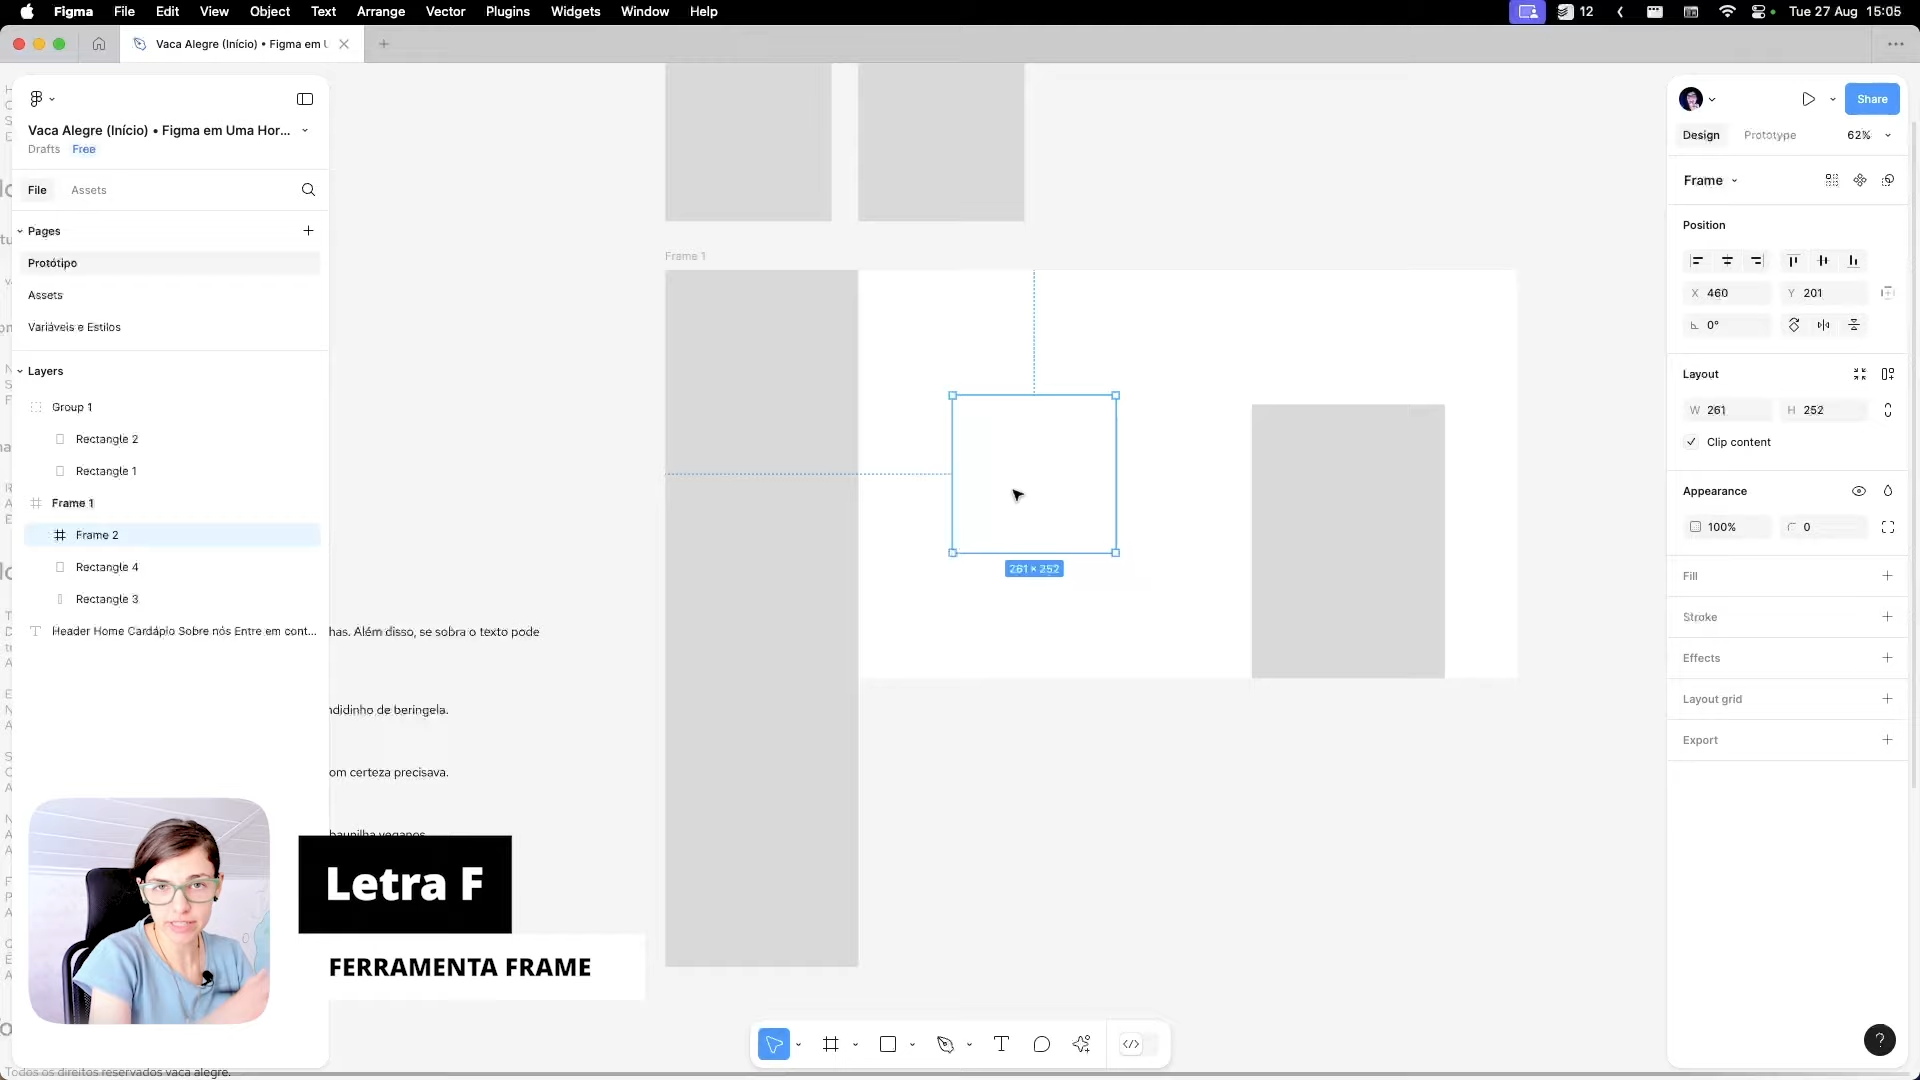 Figma File Edit View Object Text Arrange Vector Plugins Widgets Window Help
12 Tue 27 Aug 15:05
Vaca Alegre (Início) • Figma em U
Vaca Alegre (Início) • Figma em Uma Hor...
Drafts Free
File Assets
Pages
Protótipo
Assets
Variáveis e Estilos
Layers
Group 1
Rectangle 2
Rectangle 1
Frame 1
Frame 2
Rectangle 4
Rectangle 3
Header Home Cardápio Sobre nós Entre em cont...
has. Além disso, se sobra o texto pode
ndidinho de beringela.
om certeza precisava.
baunilha veganos
Todos os direitos reservados vaca alegre.
Frame 1
261 × 252
Letra F
FERRAMENTA FRAME
Share
Design Prototype 62%
Frame
Position
X 460 Y 201
0°
Layout
W 261 H 252
Clip content
Appearance
100% 0
Fill
Stroke
Effects
Layout grid
Export
?